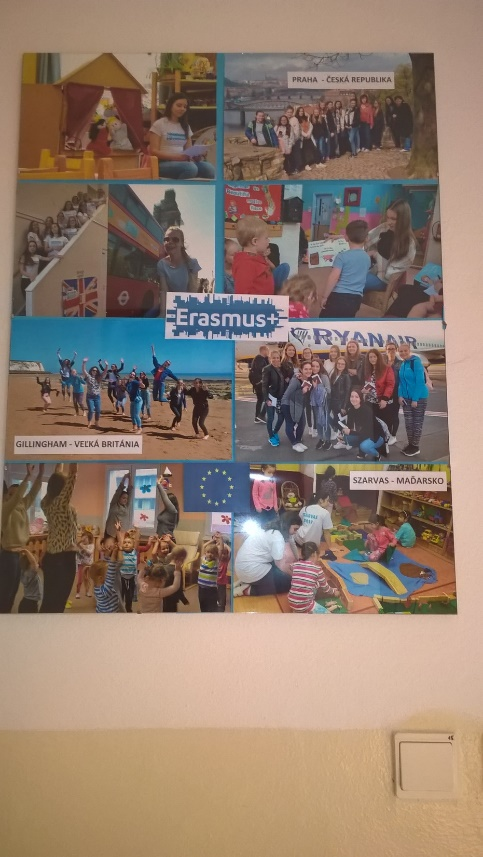 PRAHA - ČESKÁ REPUBLIKA
Erasmus+
RYANAIR
GILLINGHAM - VEĽKÁ BRITÁNIA
SZARVAS - MAĎARSKO